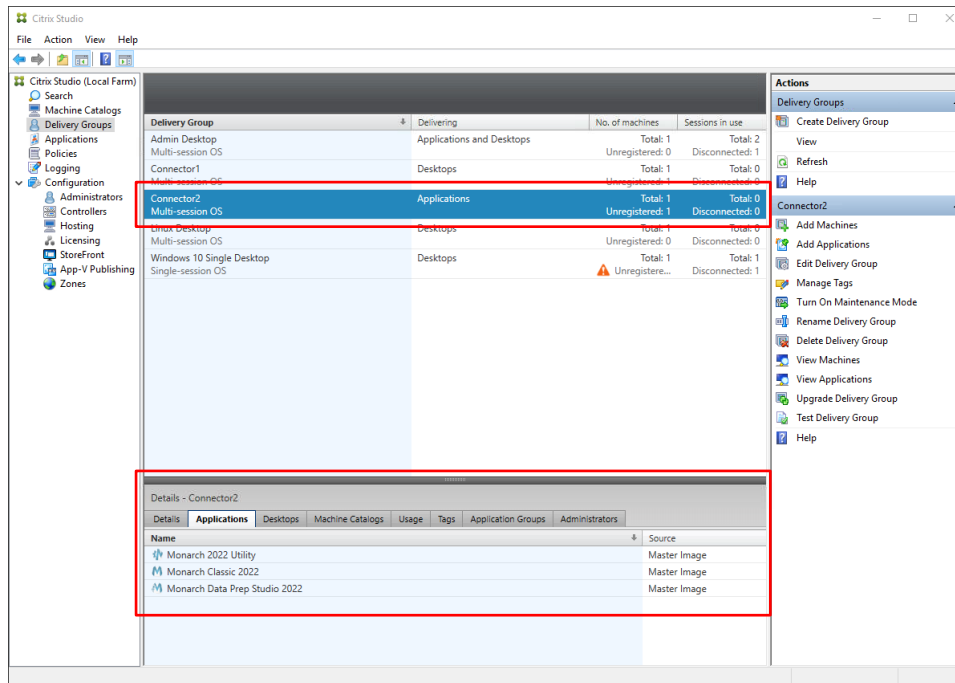 Citrix Studio
File Action View Help
Citrix Studio (Local Farm)
Search
Machine Catalogs
Delivery Groups
Applications
Policies
Logging
Configuration
Administrators
Controllers
Hosting
Licensing
StoreFront
App-V Publishing
Zones
Delivery Group Delivering No. of machines Sessions in use
Admin Desktop Applications and Desktops Total: 1 Total: 2
Multi-session OS Unregistered: 0 Disconnected: 1
Connector1 Desktops Total: 1 Total: 0
Multi-session OS Unregistered: 1 Disconnected: 0
Connector2 Applications Total: 1 Total: 0
Multi-session OS Unregistered: 1 Disconnected: 0
Linux Desktop Desktops Total: 1 Total: 0
Multi-session OS Unregistered: 0 Disconnected: 0
Windows 10 Single Desktop Desktops Total: 1 Total: 1
Single-session OS Unregistere... Disconnected: 1
Details - Connector2
Details Applications Desktops Machine Catalogs Usage Tags Application Groups Administrators
Name Source
Monarch 2022 Utility Master Image
Monarch Classic 2022 Master Image
Monarch Data Prep Studio 2022 Master Image
Actions
Delivery Groups
Create Delivery Group
View
Refresh
Help
Connector2
Add Machines
Add Applications
Edit Delivery Group
Manage Tags
Turn On Maintenance Mode
Rename Delivery Group
Delete Delivery Group
View Machines
View Applications
Upgrade Delivery Group
Test Delivery Group
Help